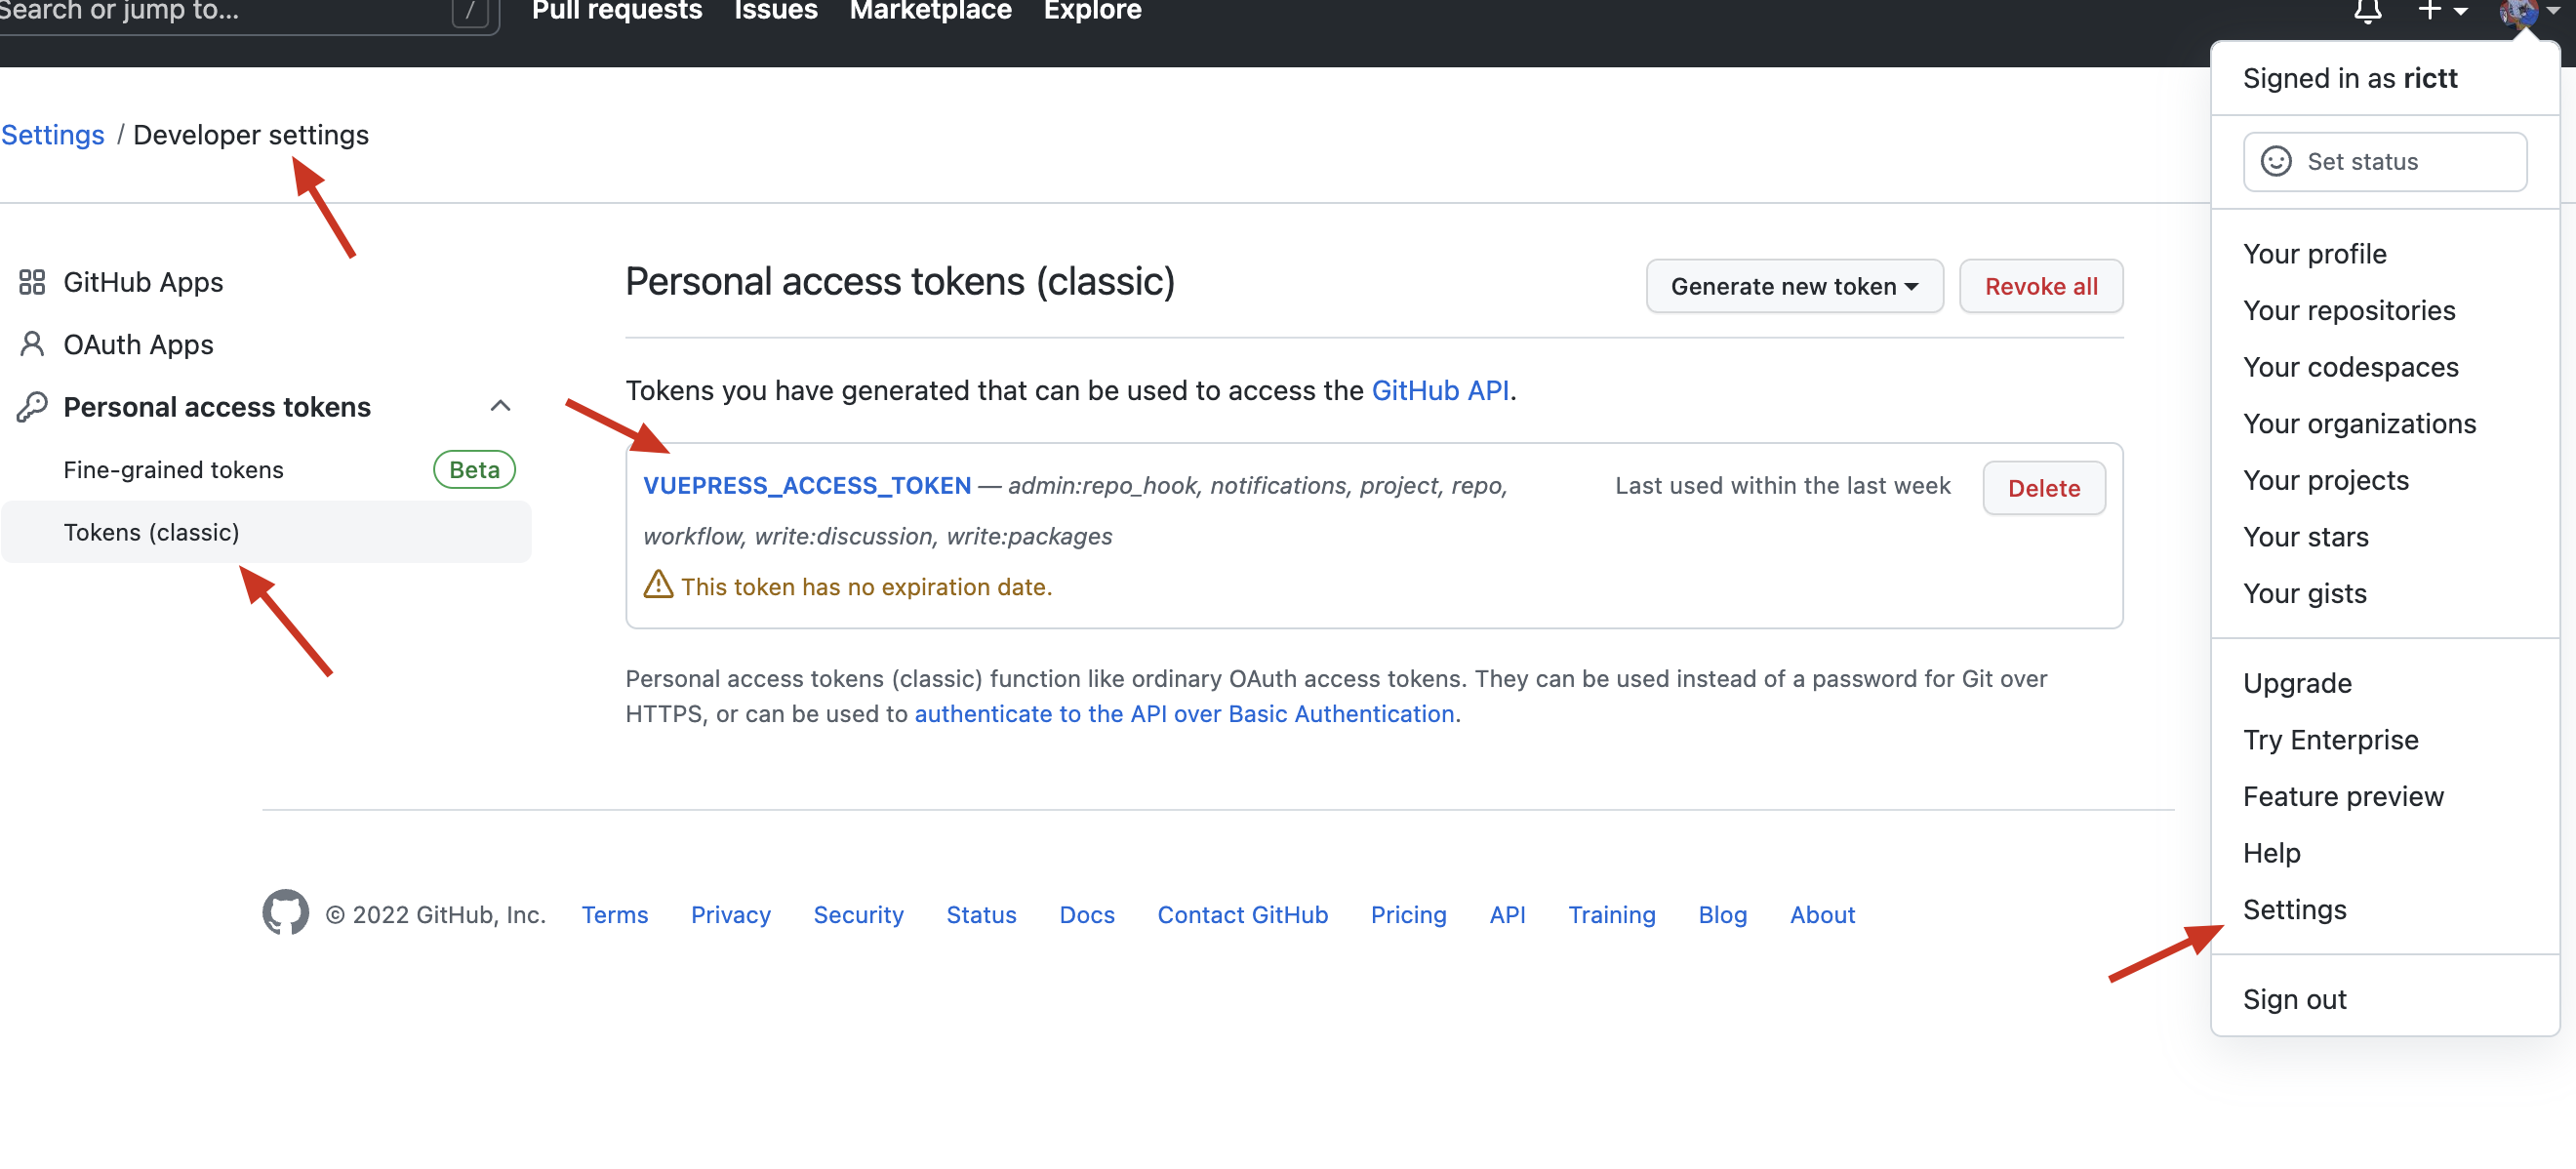 Search or jump to... /
Pull requests Issues Marketplace Explore
Settings / Developer settings
GitHub Apps
OAuth Apps
Personal access tokens
Fine-grained tokens Beta
Tokens (classic)
Personal access tokens (classic)
Generate new token
Revoke all
Tokens you have generated that can be used to access the GitHub API.
VUEPRESS_ACCESS_TOKEN — admin:repo_hook, notifications, project, repo,
workflow, write:discussion, write:packages
Last used within the last week
Delete
This token has no expiration date.
Personal access tokens (classic) function like ordinary OAuth access tokens. They can be used instead of a password for Git over
HTTPS, or can be used to authenticate to the API over Basic Authentication.
© 2022 GitHub, Inc. Terms Privacy Security Status Docs Contact GitHub Pricing API Training Blog About
Signed in as rictt
Set status
Your profile
Your repositories
Your codespaces
Your organizations
Your projects
Your stars
Your gists
Upgrade
Try Enterprise
Feature preview
Help
Settings
Sign out